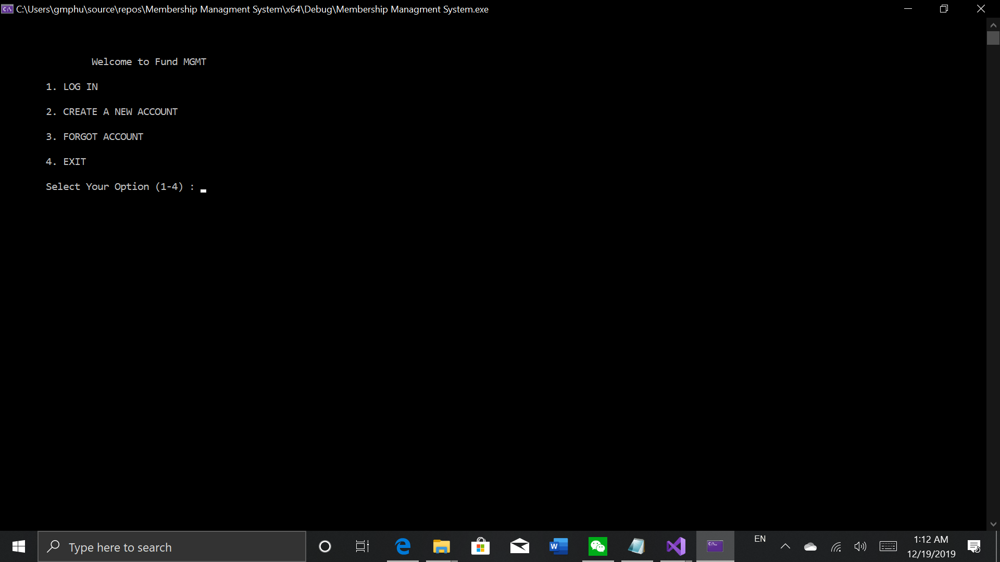 C:\Users\gmphu\source\repos\Membership Managment System\x64\Debug\Membership Managment System.exe
Welcome to Fund MGMT
1. LOG IN
2. CREATE A NEW ACCOUNT
3. FORGOT ACCOUNT
4. EXIT
Select Your Option (1-4) :
Type here to search
EN
1:12 AM
12/19/2019